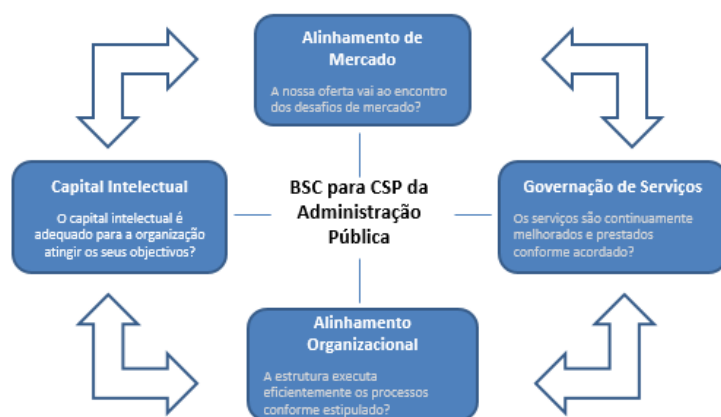 Alinhamento de
Mercado
A nossa oferta vai ao encontro
dos desafios de mercado?
Capital Intelectual
O capital intelectual é
adequado para a organização
atingir os seus objectivos?
BSC para CSP da
Administração
Pública
Governação de Serviços
Os serviços são continuamente
melhorados e prestados
conforme acordado?
Alinhamento
Organizacional
A estrutura executa
eficientemente os processos
conforme estipulado?